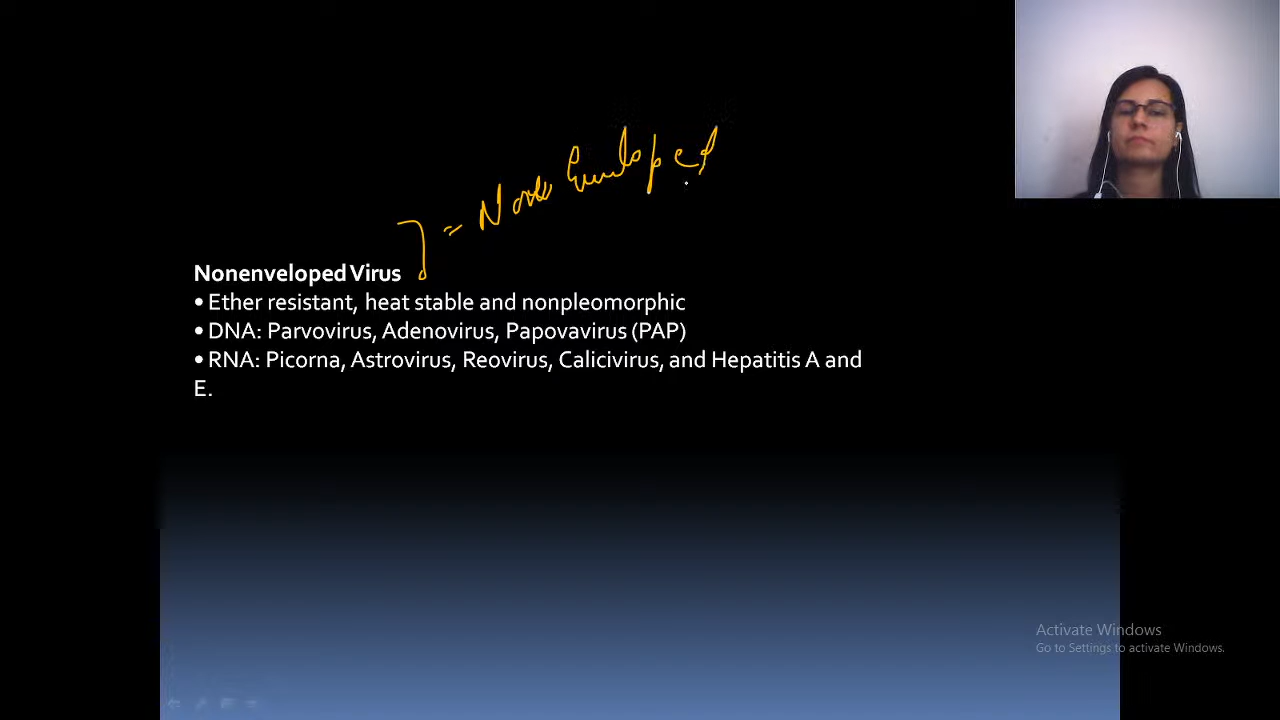 = Non Enveloped
Nonenveloped Virus
• Ether resistant, heat stable and nonpleomorphic
• DNA: Parvovirus, Adenovirus, Papovavirus (PAP)
• RNA: Picorna, Astrovirus, Reovirus, Calicivirus, and Hepatitis A and
E.
Activate Windows
Go to Settings to activate Windows.